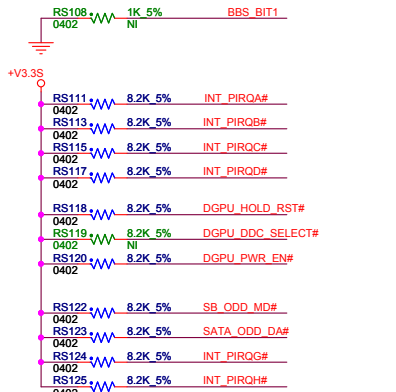 RS108 1K_5% BBS_BIT1
0402 NI
+V3.3S
RS111 8.2K_5% INT_PIRQA#
0402
RS113 8.2K_5% INT_PIRQB#
0402
RS115 8.2K_5% INT_PIRQC#
0402
RS117 8.2K_5% INT_PIRQD#
0402
RS118 8.2K_5% DGPU_HOLD_RST#
0402
RS119 8.2K_5% DGPU_DDC_SELECT#
0402 NI
RS120 8.2K_5% DGPU_PWR_EN#
0402
RS122 8.2K_5% SB_ODD_MD#
0402
RS123 8.2K_5% SATA_ODD_DA#
0402
RS124 8.2K_5% INT_PIRQG#
0402
RS125 8.2K_5% INT_PIRQH#
0402